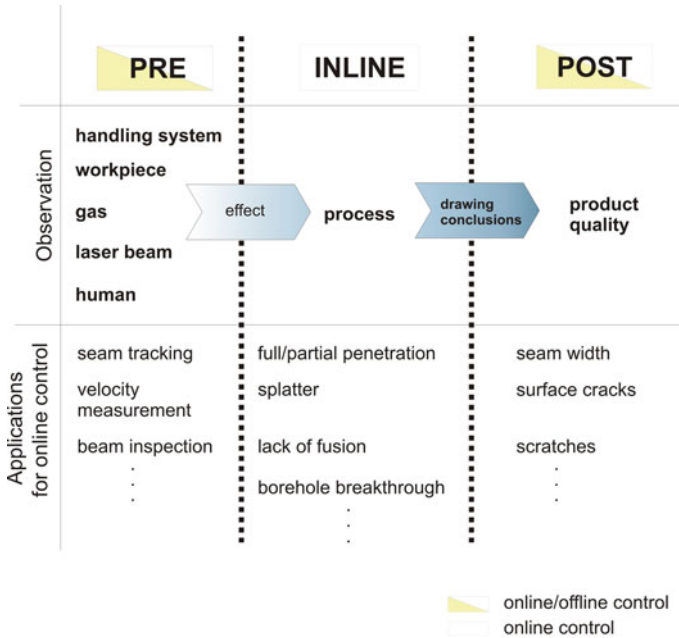 PRE
INLINE
POST
Observation
handling system
workpiece
gas
laser beam
human
effect
process
drawing
conclusions
product
quality
Applications
for online control
seam tracking
velocity
measurement
beam inspection
full/partial penetration
splatter
lack of fusion
borehole breakthrough
seam width
surface cracks
scratches
online/offline control
online control